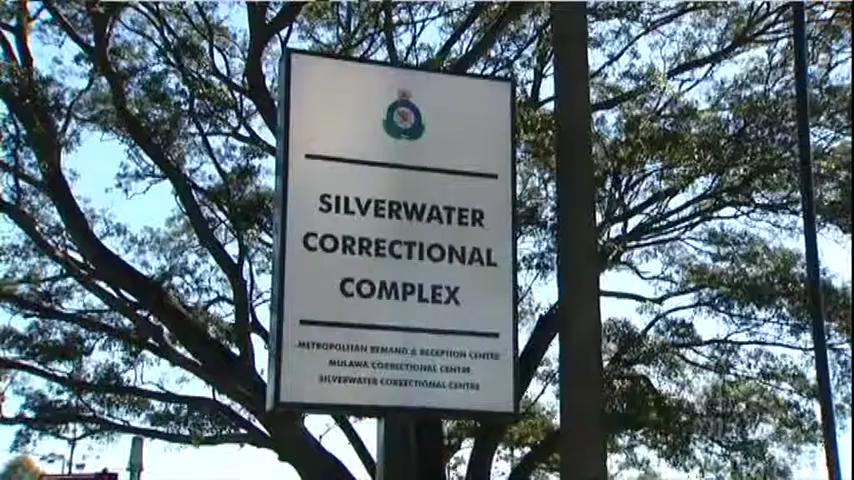 SILVERWATER
CORRECTIONAL
COMPLEX
METROPOLITAN REMAND & RECEPTION CENTRE
MULAWA CORRECTIONAL CENTRE
SILVERWATER CORRECTIONAL CENTRE